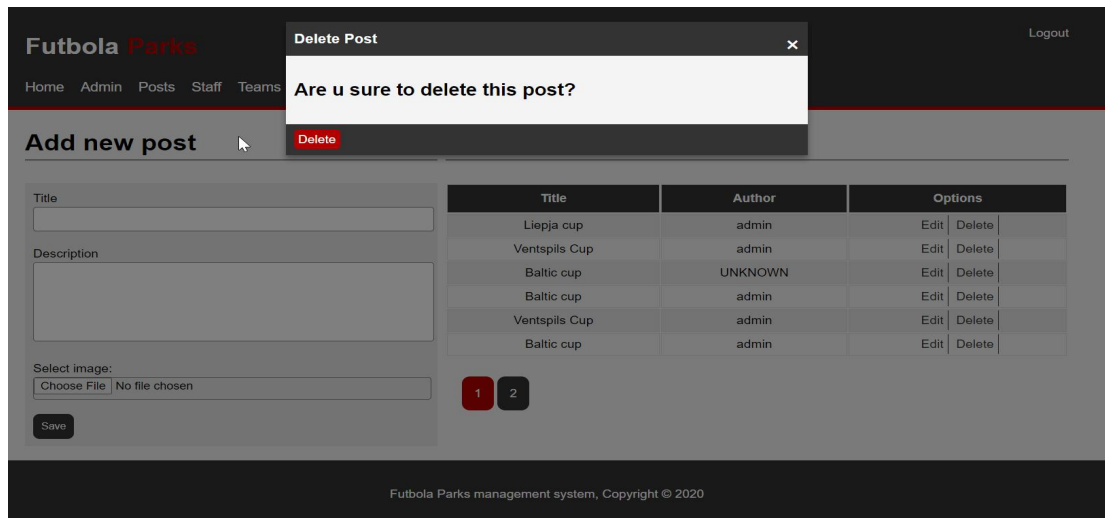 Futbola Parks
Logout
Home Admin Posts Staff Teams
Delete Post ×
Are u sure to delete this post?
Delete
Add new post
Title
Description
Select image:
Choose File No file chosen
Save
Title Author Options
Liepja cup admin Edit Delete
Ventspils Cup admin Edit Delete
Baltic cup UNKNOWN Edit Delete
Baltic cup admin Edit Delete
Ventspils Cup admin Edit Delete
Baltic cup admin Edit Delete
1 2
Futbola Parks management system, Copyright © 2020